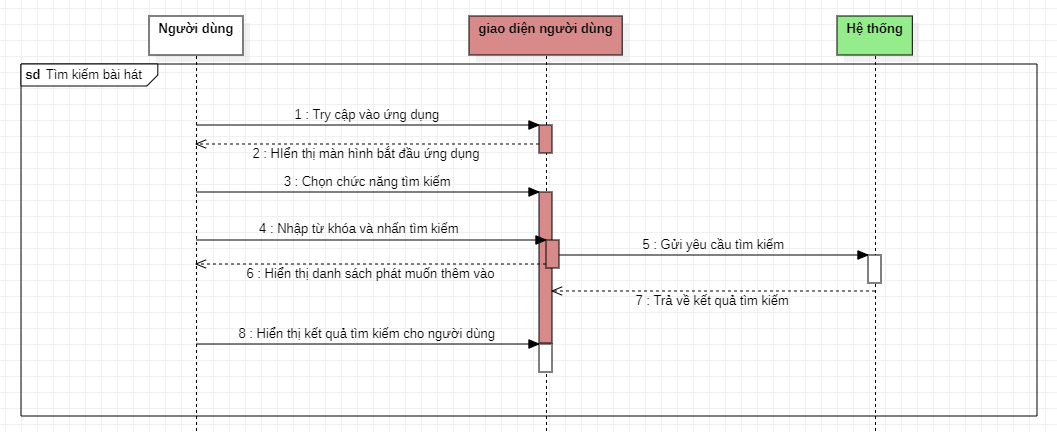 Người dùng
giao diện người dùng
Hệ thống
sd Tìm kiếm bài hát
1 : Try cập vào ứng dụng
2 : HIển thị màn hình bắt đầu ứng dụng
3 : Chọn chức năng tìm kiếm
4 : Nhập từ khóa và nhấn tìm kiếm
5 : Gửi yêu cầu tìm kiếm
6 : Hiển thị danh sách phát muốn thêm vào
7 : Trả về kết quả tìm kiếm
8 : Hiển thị kết quả tìm kiếm cho người dùng